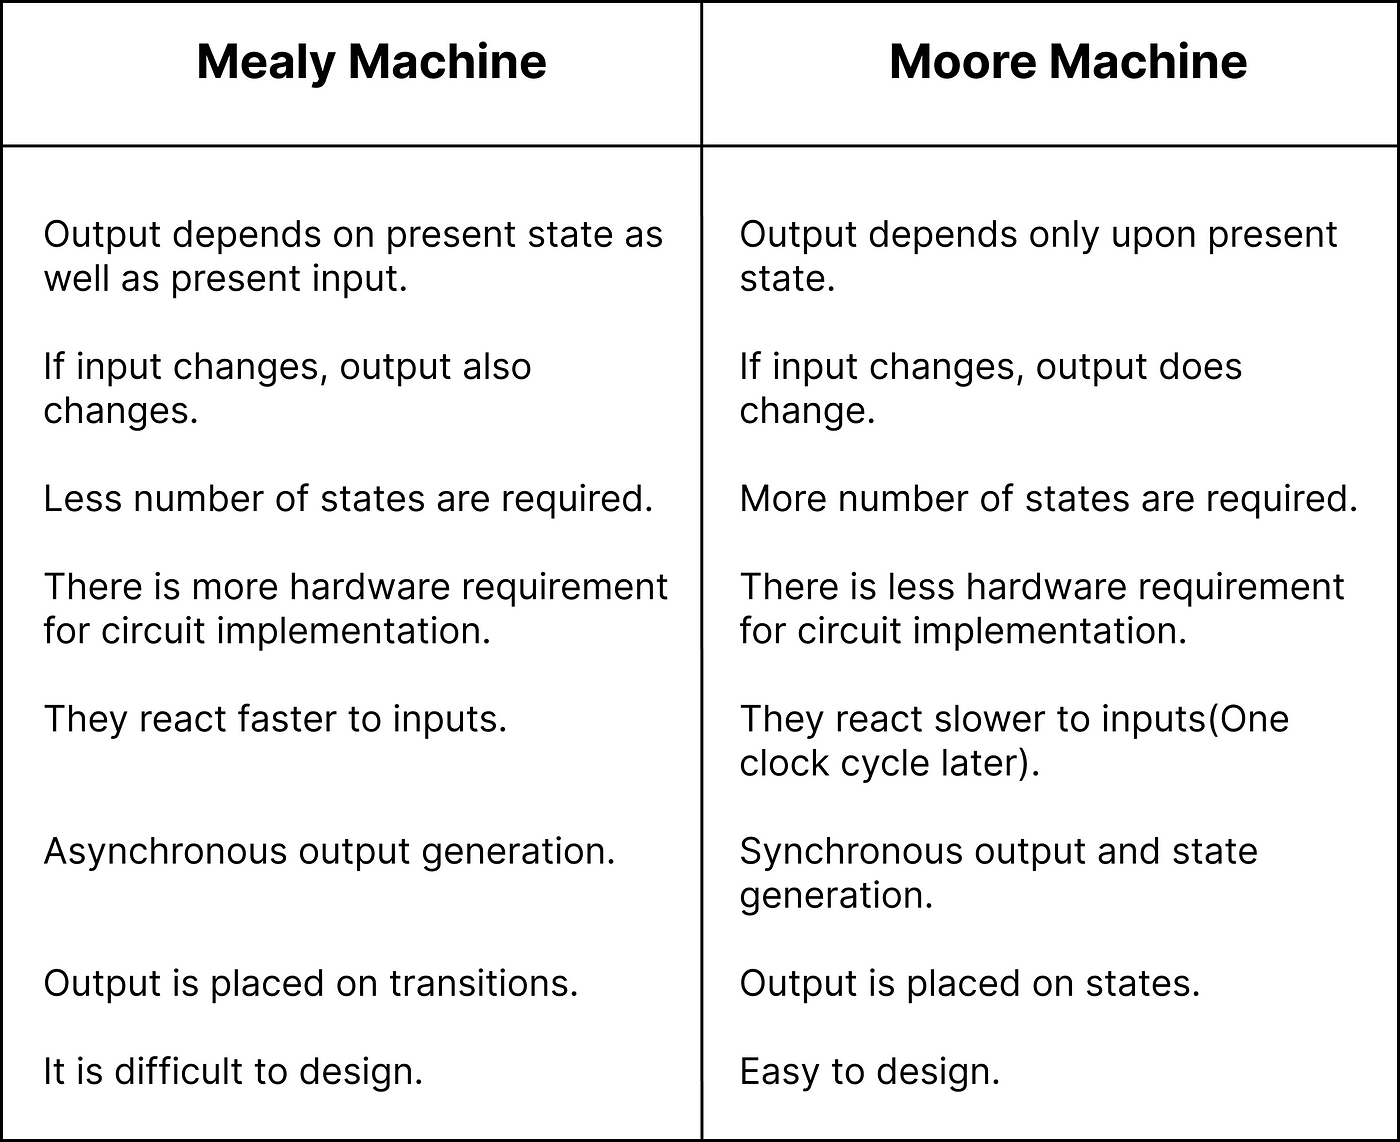 Mealy Machine
Moore Machine
Output depends on present state as
well as present input.
Output depends only upon present
state.
If input changes, output also
changes.
If input changes, output does
change.
Less number of states are required.
More number of states are required.
There is more hardware requirement
for circuit implementation.
There is less hardware requirement
for circuit implementation.
They react faster to inputs.
They react slower to inputs(One
clock cycle later).
Asynchronous output generation.
Synchronous output and state
generation.
Output is placed on transitions.
Output is placed on states.
It is difficult to design.
Easy to design.